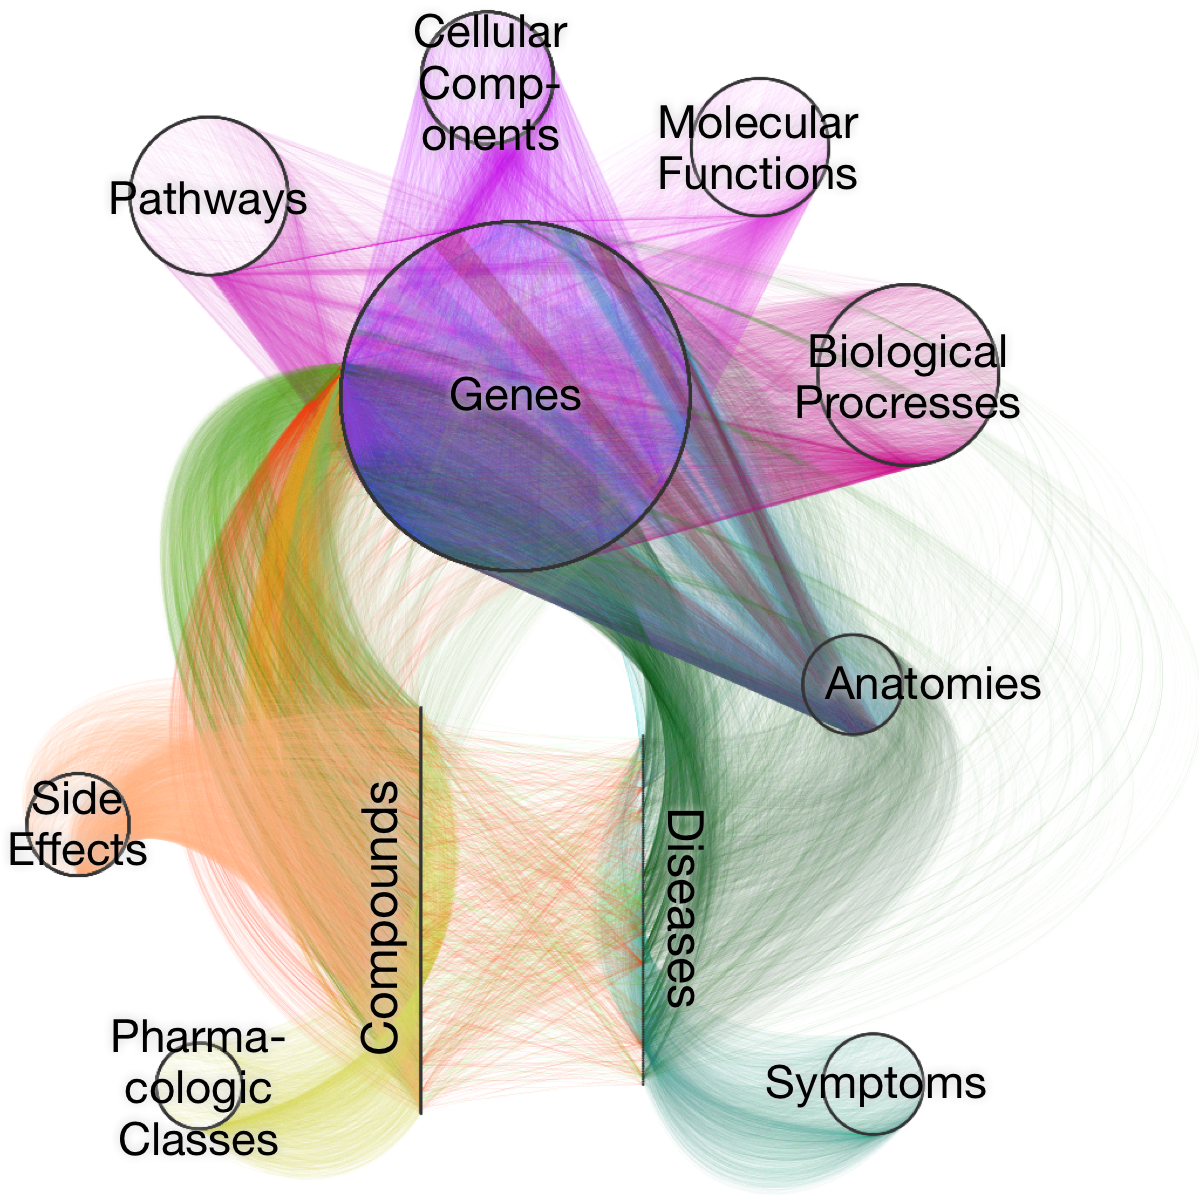 Cellular
Comp-
onents
Molecular
Functions
Pathways
Biological
Procresses
Genes
Anatomies
Side
Effects
Compounds
Diseases
Pharma-
cologic
Classes
Symptoms